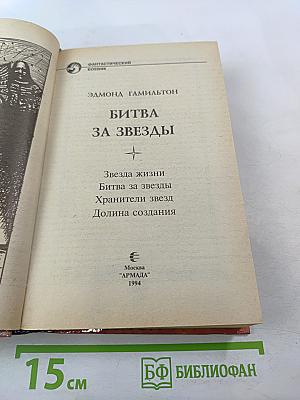 ФАНТАСТИЧЕСКИЙ
БОЕВИК
ЭДМОНД ГАМИЛЬТОН
БИТВА
ЗА ЗВЕЗДЫ
Звезда жизни
Битва за звезды
Хранители звезд
Долина создания
Москва
"АРМАДА"
1994
15 см
БФ БИБЛИОФАН